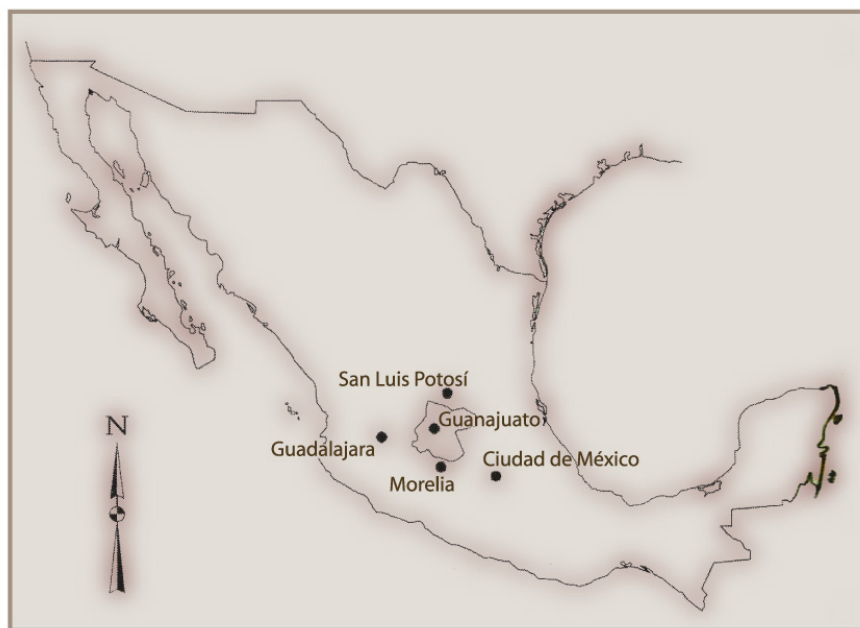 San Luis Potosí
N
Guanajuato
Guadalajara
Ciudad de México
Morelia